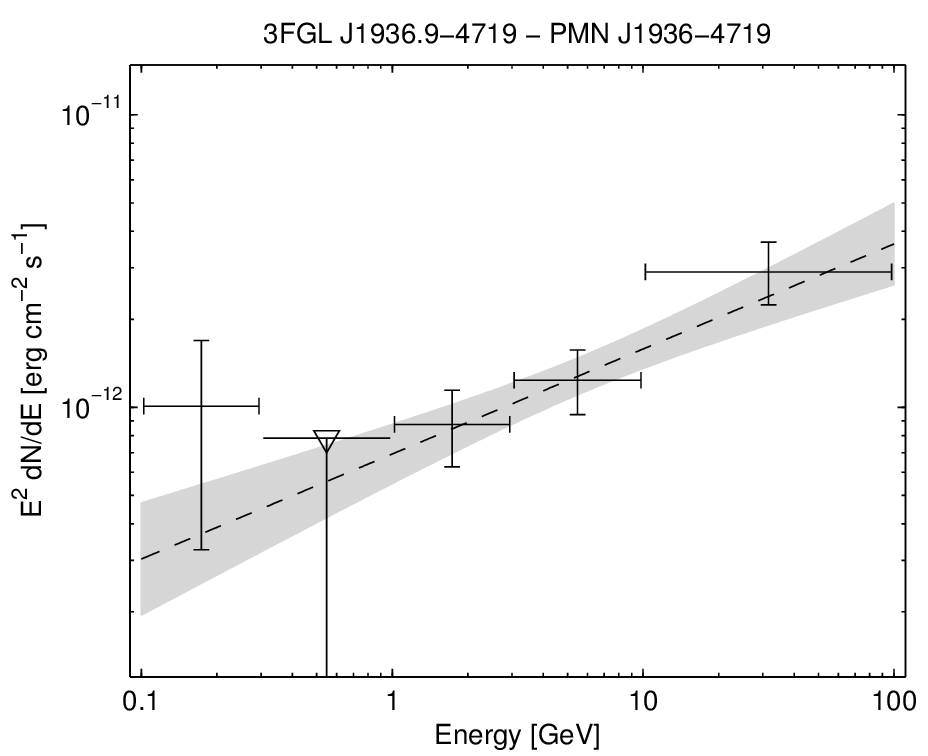 3FGL J1936.9−4719 − PMN J1936−4719
10⁻¹¹
10⁻¹²
E² dN/dE [erg cm⁻² s⁻¹]
0.1 1 10 100
Energy [GeV]